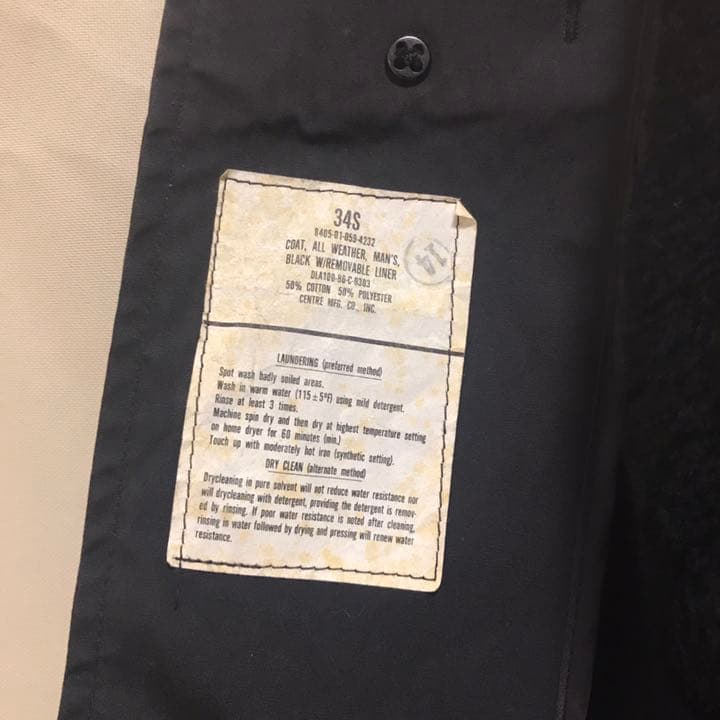 34S
8405-01-059-4232
COAT, ALL WEATHER, MAN'S,
BLACK W/REMOVABLE LINER
DLA100-86-C-0303
50% COTTON 50% POLYESTER
CENTRE MFG. CO., INC.
14
LAUNDERING (preferred method)
Spot wash badly soiled areas.
Wash in warm water (115±5°F) using mild detergent.
Rinse at least 3 times.
Machine spin dry and then dry at highest temperature setting
on home dryer for 60 minutes (min.)
Touch up with moderately hot iron (synthetic setting).
DRY CLEAN (alternate method)
Drycleaning in pure solvent will not reduce water resistance nor
will drycleaning with detergent, providing the detergent is remov-
ed by rinsing. If poor water resistance is noted after cleaning,
rinsing in water followed by drying and pressing will renew water
resistance.